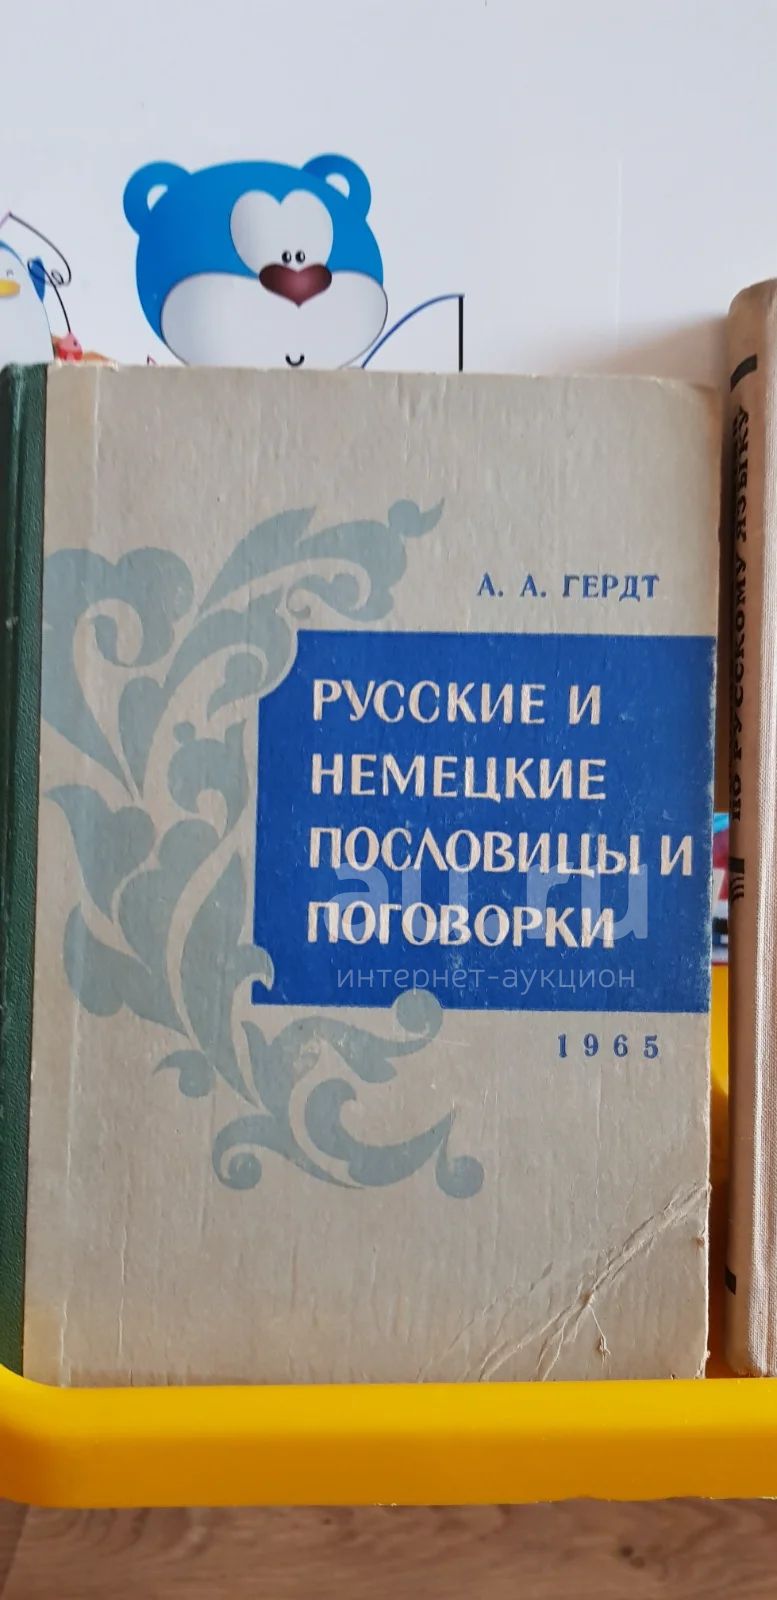 А. А. ГЕРДТ
РУССКИЕ И
НЕМЕЦКИЕ
ПОСЛОВИЦЫ И
ПОГОВОРКИ
au.ru
интернет-аукцион
1965
ПО РУССКОМУ ЯЗЫКУ